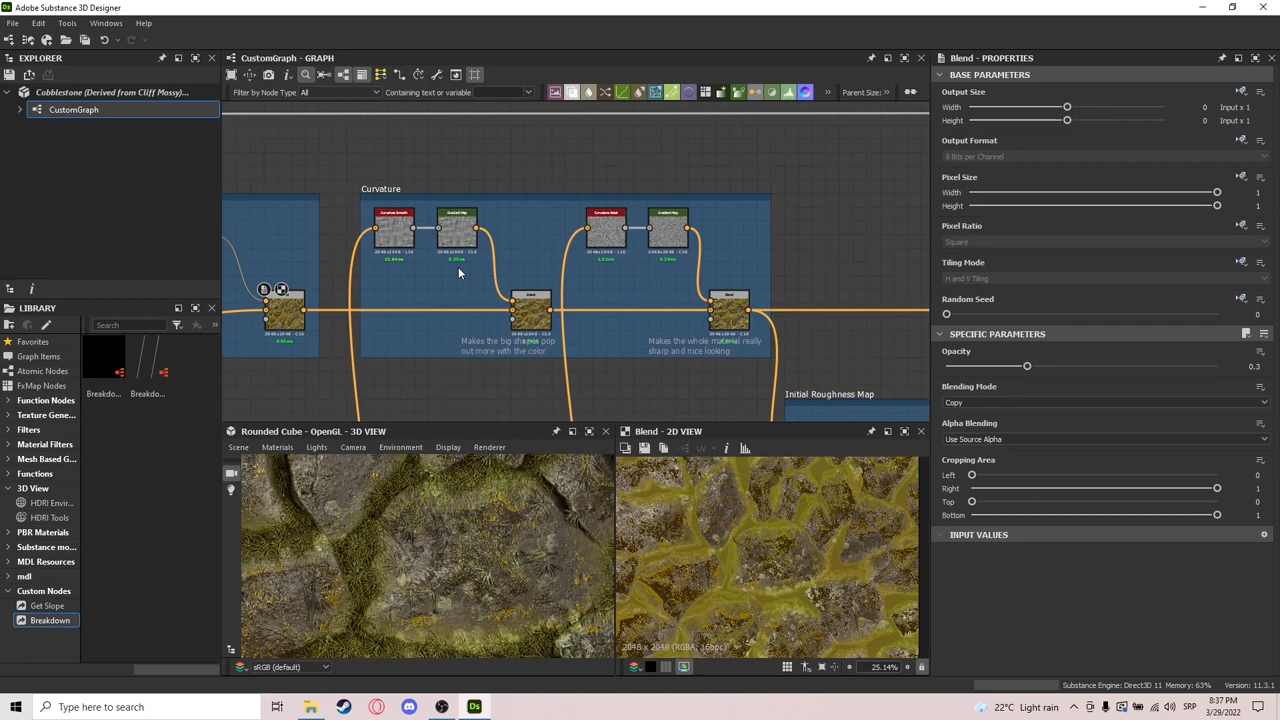 Adobe Substance 3D Designer
File Edit Tools Windows Help
EXPLORER
Cobblestone (Derived from Cliff Mossy)...
CustomGraph
LIBRARY
Search
Favorites
Graph Items
Atomic Nodes
FxMap Nodes
Function Nodes
Texture Gene...
Filters
Material Filters
Mesh Based G...
Functions
3D View
HDRI Envir...
HDRI Tools
PBR Materials
Substance mo...
MDL Resources
mdl
Custom Nodes
Get Slope
Breakdown
Breakdo...
Breakdo...
CustomGraph - GRAPH
Filter by Node Type
All
Containing text or variable
Parent Size:
Curvature
Curvature Smooth
Gradient Map
Gradient Map
Blend
Blend
Makes the big shapes pop
out more with the color
Makes the whole material really
sharp and nice looking
Initial Roughness Map
Rounded Cube - OpenGL - 3D VIEW
Scene Materials Lights Camera Environment Display Renderer
sRGB (default)
Blend - 2D VIEW
UV
2048 x 2048 (RGBA, 16bpc)
25.14%
Blend - PROPERTIES
BASE PARAMETERS
Output Size
Width 0 Input x 1
Height 0 Input x 1
Output Format
8 Bits per Channel
Pixel Size
Width 1
Height 1
Pixel Ratio
Square
Tiling Mode
H and V Tiling
Random Seed
0
SPECIFIC PARAMETERS
Opacity
0.3
Blending Mode
Copy
Alpha Blending
Use Source Alpha
Cropping Area
Left 0
Right 1
Top 0
Bottom 1
INPUT VALUES
Substance Engine: Direct3D 11 Memory: 63% Version: 11.3.1
Type here to search
22°C Light rain
SRP
8:37 PM
3/29/2022